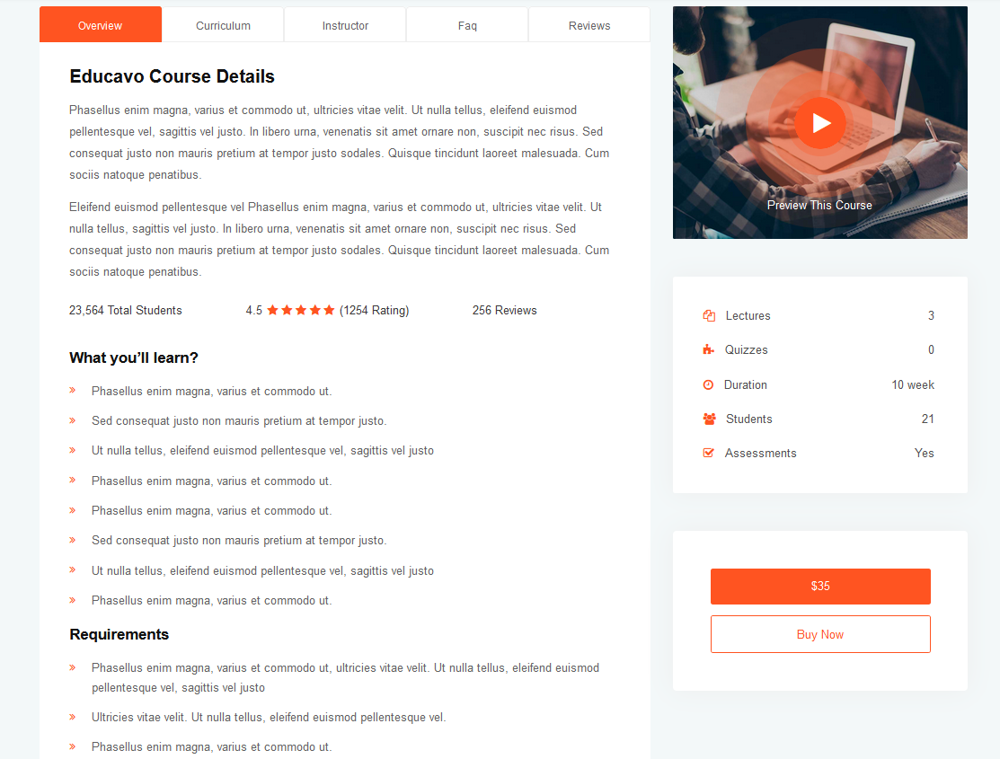 Overview
Curriculum
Instructor
Faq
Reviews
Educavo Course Details
Phasellus enim magna, varius et commodo ut, ultricies vitae velit. Ut nulla tellus, eleifend euismod
pellentesque vel, sagittis vel justo. In libero urna, venenatis sit amet ornare non, suscipit nec risus. Sed
consequat justo non mauris pretium at tempor justo sodales. Quisque tincidunt laoreet malesuada. Cum
sociis natoque penatibus.
Eleifend euismod pellentesque vel Phasellus enim magna, varius et commodo ut, ultricies vitae velit. Ut
nulla tellus, sagittis vel justo. In libero urna, venenatis sit amet ornare non, suscipit nec risus. Sed
consequat justo non mauris pretium at tempor justo sodales. Quisque tincidunt laoreet malesuada. Cum
sociis natoque penatibus.
23,564 Total Students
4.5 ★★★★★ (1254 Rating)
256 Reviews
What you’ll learn?
Phasellus enim magna, varius et commodo ut.
Sed consequat justo non mauris pretium at tempor justo.
Ut nulla tellus, eleifend euismod pellentesque vel, sagittis vel justo
Phasellus enim magna, varius et commodo ut.
Phasellus enim magna, varius et commodo ut.
Sed consequat justo non mauris pretium at tempor justo.
Ut nulla tellus, eleifend euismod pellentesque vel, sagittis vel justo
Phasellus enim magna, varius et commodo ut.
Requirements
Phasellus enim magna, varius et commodo ut, ultricies vitae velit. Ut nulla tellus, eleifend euismod
pellentesque vel, sagittis vel justo
Ultricies vitae velit. Ut nulla tellus, eleifend euismod pellentesque vel.
Phasellus enim magna, varius et commodo ut.
Preview This Course
Lectures 3
Quizzes 0
Duration 10 week
Students 21
Assessments Yes
$35
Buy Now